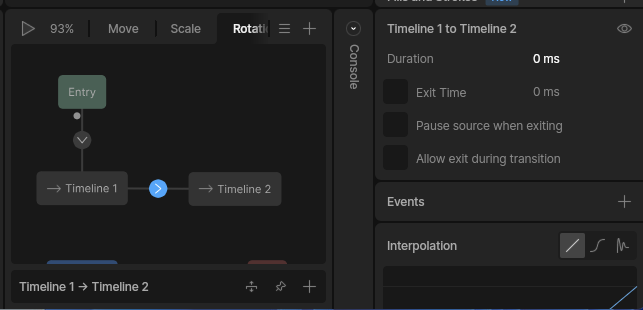 93%
Move
Scale
Rotati
Entry
Timeline 1
Timeline 2
Timeline 1 → Timeline 2
Console
Timeline 1 to Timeline 2
Duration 0 ms
Exit Time 0 ms
Pause source when exiting
Allow exit during transition
Events
Interpolation